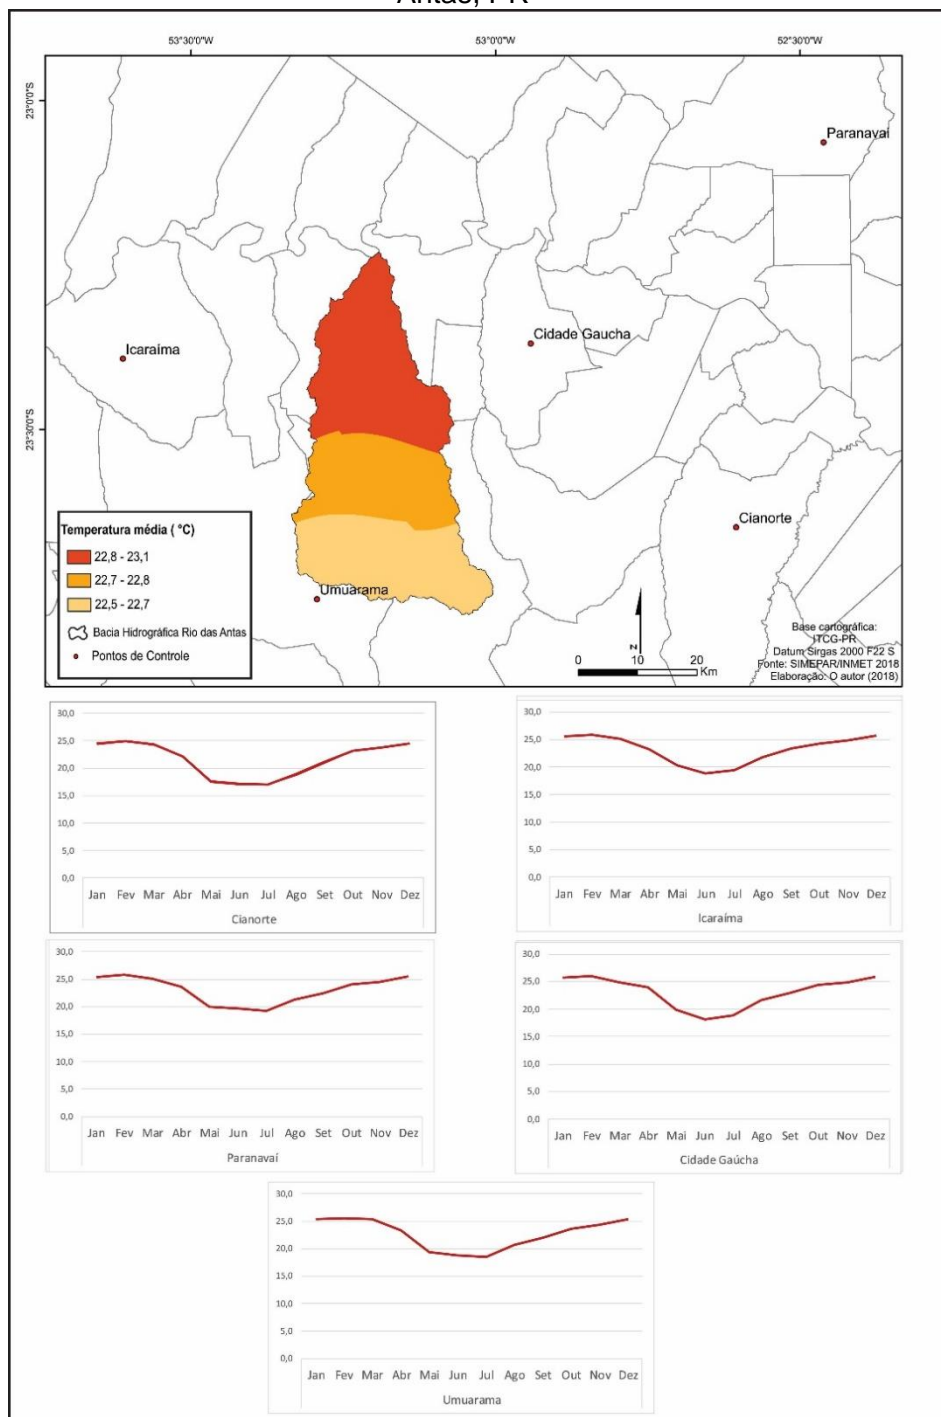 Antas, PR
53°30'0"W 53°0'0"W 52°30'0"W
23°0'0"S
23°30'0"S
Paranavaí
Cidade Gaucha
Icaraíma
Cianorte
Umuarama
Temperatura média ( °C)
22,8 - 23,1
22,7 - 22,8
22,5 - 22,7
Bacia Hidrográfica Rio das Antas
Pontos de Controle
N
0 10 20
Km
Base cartográfica:
ITCG-PR
Datum Sirgas 2000 F22 S
Fonte: SIMEPAR/INMET 2018
Elaboração: O autor (2018)
30,0
25,0
20,0
15,0
10,0
5,0
0,0
Jan Fev Mar Abr Mai Jun Jul Ago Set Out Nov Dez
Cianorte
30,0
25,0
20,0
15,0
10,0
5,0
0,0
Jan Fev Mar Abr Mai Jun Jul Ago Set Out Nov Dez
Icaraíma
30,0
25,0
20,0
15,0
10,0
5,0
0,0
Jan Fev Mar Abr Mai Jun Jul Ago Set Out Nov Dez
Paranavaí
30,0
25,0
20,0
15,0
10,0
5,0
0,0
Jan Fev Mar Abr Mai Jun Jul Ago Set Out Nov Dez
Cidade Gaúcha
30,0
25,0
20,0
15,0
10,0
5,0
0,0
Jan Fev Mar Abr Mai Jun Jul Ago Set Out Nov Dez
Umuarama